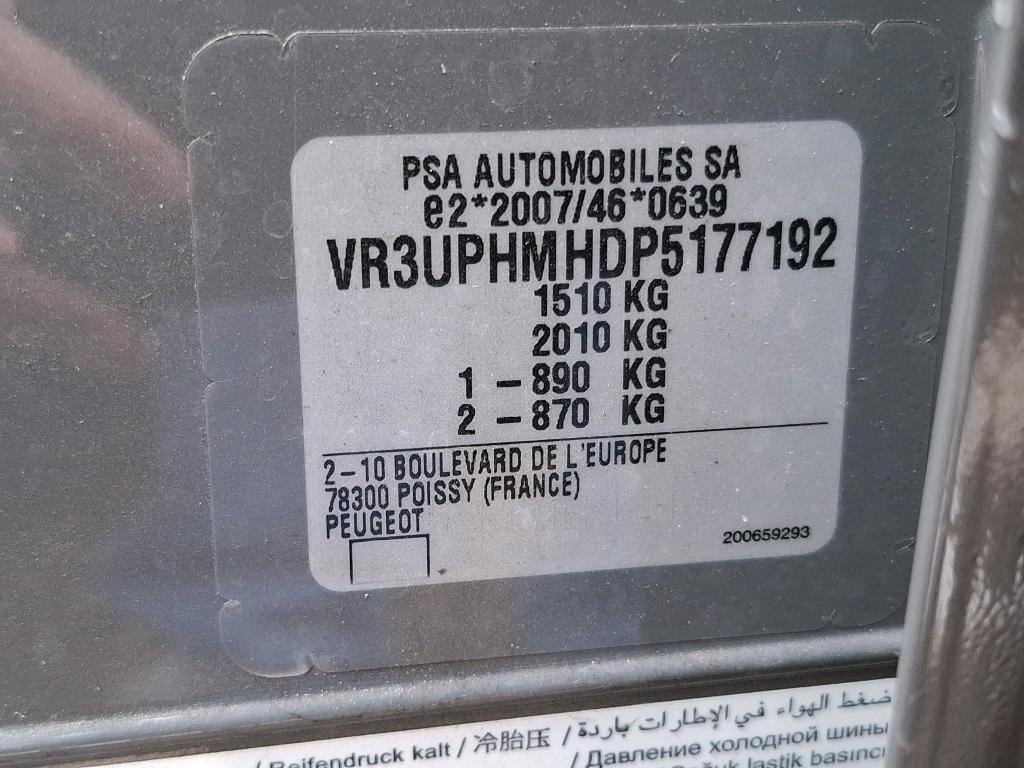 PSA AUTOMOBILES SA
e2*2007/46*0639
VR3UPHMHDP5177192
1510 KG
2010 KG
1 - 890 KG
2 - 870 KG
2-10 BOULEVARD DE L'EUROPE
78300 POISSY (FRANCE)
PEUGEOT
200659293
ضغط الهواء في الإطارات باردة
/ Reifendruck kalt / 冷胎压 /
/ Давление холодной шины
lastik basıncı